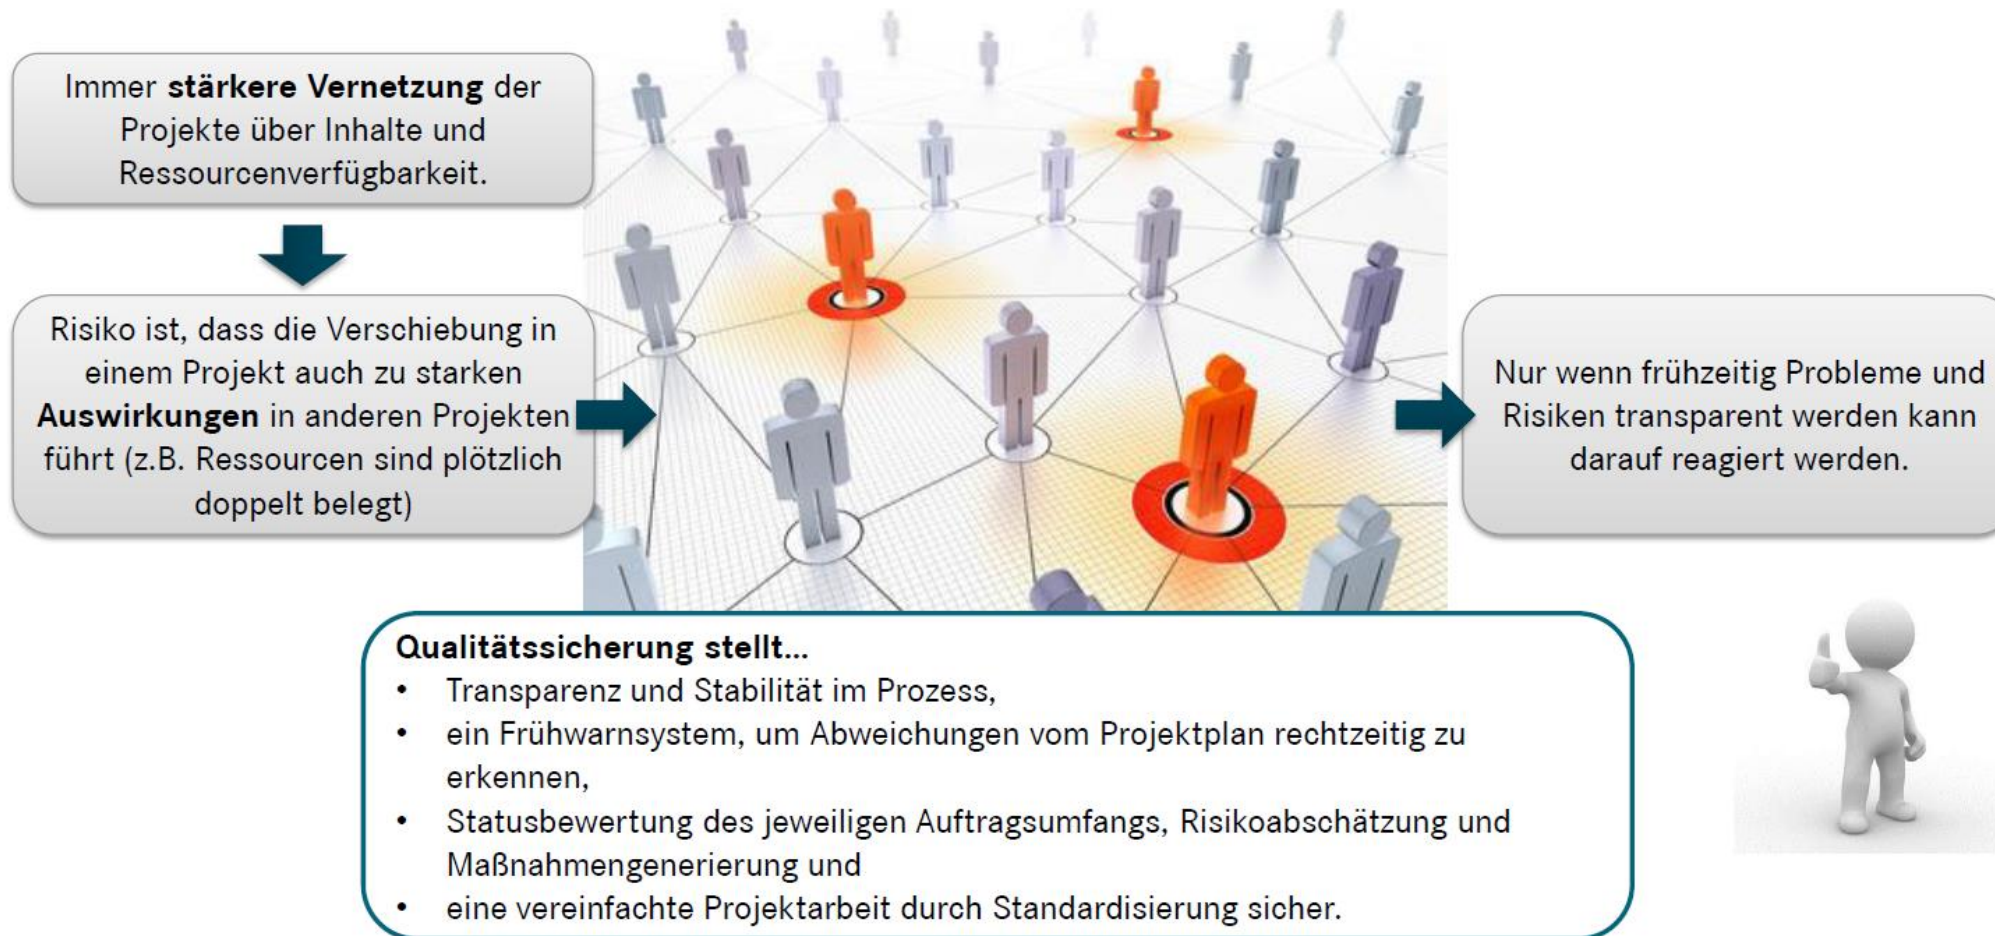 Immer stärkere Vernetzung der
Projekte über Inhalte und
Ressourcenverfügbarkeit.
Risiko ist, dass die Verschiebung in
einem Projekt auch zu starken
Auswirkungen in anderen Projekten
führt (z.B. Ressourcen sind plötzlich
doppelt belegt)
Nur wenn frühzeitig Probleme und
Risiken transparent werden kann
darauf reagiert werden.
Qualitätssicherung stellt...
• Transparenz und Stabilität im Prozess,
• ein Frühwarnsystem, um Abweichungen vom Projektplan rechtzeitig zu
erkennen,
• Statusbewertung des jeweiligen Auftragsumfangs, Risikoabschätzung und
Maßnahmengenerierung und
• eine vereinfachte Projektarbeit durch Standardisierung sicher.